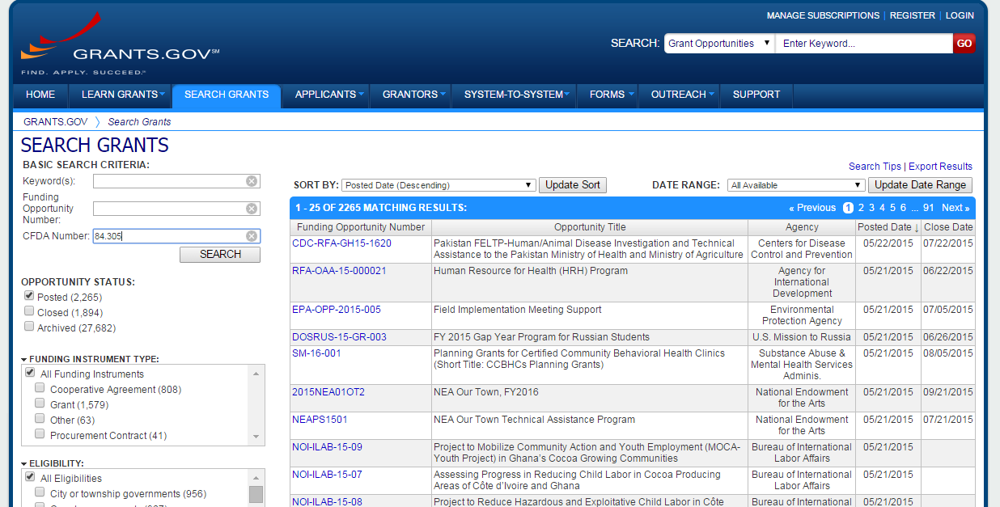 MANAGE SUBSCRIPTIONS | REGISTER | LOGIN
SEARCH: Grant Opportunities Enter Keyword... GO
GRANTS.GOV℠
FIND. APPLY. SUCCEED.
HOME LEARN GRANTS SEARCH GRANTS APPLICANTS GRANTORS SYSTEM-TO-SYSTEM FORMS OUTREACH SUPPORT
GRANTS.GOV 〉 Search Grants
SEARCH GRANTS
BASIC SEARCH CRITERIA:
Keyword(s):
Funding
Opportunity
Number:
CFDA Number: 84.305
SEARCH
OPPORTUNITY STATUS:
Posted (2,265)
Closed (1,894)
Archived (27,682)
FUNDING INSTRUMENT TYPE:
All Funding Instruments
Cooperative Agreement (808)
Grant (1,579)
Other (63)
Procurement Contract (41)
ELIGIBILITY:
All Eligibilities
City or township governments (956)
Search Tips | Export Results
SORT BY: Posted Date (Descending) Update Sort DATE RANGE: All Available Update Date Range
1 - 25 OF 2265 MATCHING RESULTS: « Previous 1 2 3 4 5 6 ... 91 Next »
Funding Opportunity Number Opportunity Title Agency Posted Date ↓ Close Date
CDC-RFA-GH15-1620 Pakistan FELTP-Human/Animal Disease Investigation and Technical Centers for Disease 05/22/2015 07/22/2015
Assistance to the Pakistan Ministry of Health and Ministry of Agriculture Control and Prevention
RFA-OAA-15-000021 Human Resource for Health (HRH) Program Agency for 05/21/2015 06/22/2015
International
Development
EPA-OPP-2015-005 Field Implementation Meeting Support Environmental 05/21/2015 07/05/2015
Protection Agency
DOSRUS-15-GR-003 FY 2015 Gap Year Program for Russian Students U.S. Mission to Russia 05/21/2015 06/26/2015
SM-16-001 Planning Grants for Certified Community Behavioral Health Clinics Substance Abuse & 05/21/2015 08/05/2015
(Short Title: CCBHCs Planning Grants) Mental Health Services
Adminis.
2015NEA01OT2 NEA Our Town, FY2016 National Endowment 05/21/2015 09/21/2015
for the Arts
NEAPS1501 NEA Our Town Technical Assistance Program National Endowment 05/21/2015 07/21/2015
for the Arts
NOI-ILAB-15-09 Project to Mobilize Community Action and Youth Employment (MOCA- Bureau of International 05/21/2015
Youth Project) in Ghana's Cocoa Growing Communities Labor Affairs
NOI-ILAB-15-07 Assessing Progress in Reducing Child Labor in Cocoa Producing Bureau of International 05/21/2015
Areas of Côte d'Ivoire and Ghana Labor Affairs
NOI-ILAB-15-08 Project to Reduce Hazardous and Exploitative Child Labor in Côte Bureau of International 05/21/2015